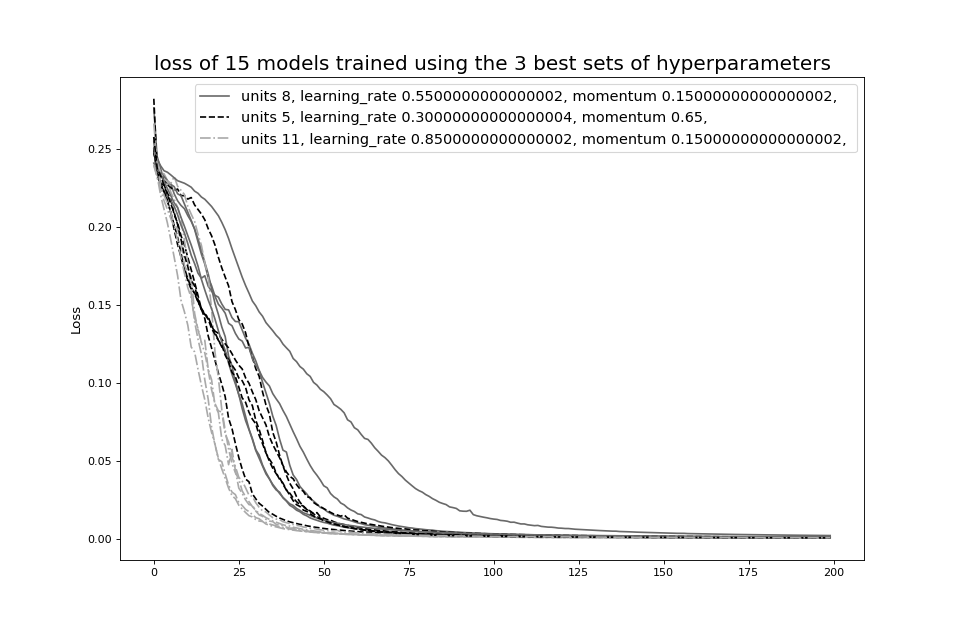 loss of 15 models trained using the 3 best sets of hyperparameters
units 8, learning_rate 0.5500000000000002, momentum 0.15000000000000002,
units 5, learning_rate 0.30000000000000004, momentum 0.65,
units 11, learning_rate 0.8500000000000002, momentum 0.15000000000000002,
0.25
0.20
0.15
0.10
0.05
0.00
Loss
0 25 50 75 100 125 150 175 200